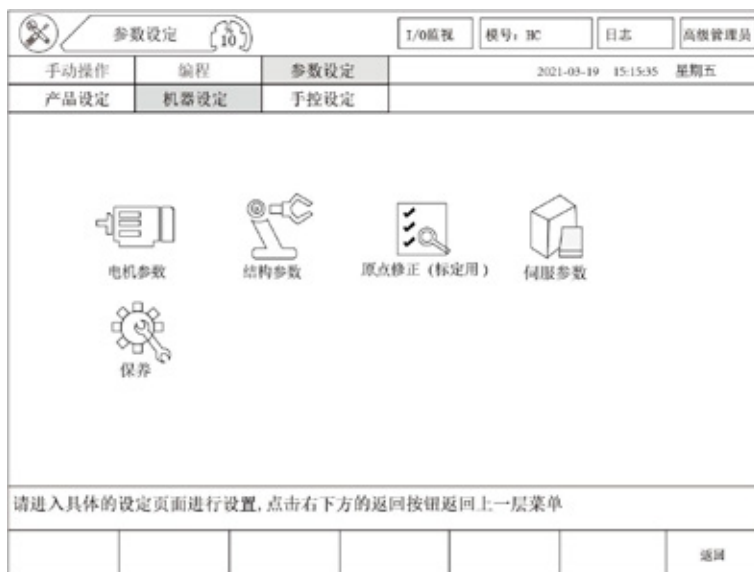 参数设定 10 I/O监视 模号：HC 日志 高级管理员
手动操作 编程 参数设定 2021-03-19 15:15:35 星期五
产品设定 机器设定 手控设定
电机参数 结构参数 原点修正（标定用） 伺服参数
保养
请进入具体的设定页面进行设置,点击右下方的返回按钮返回上一层菜单
返回